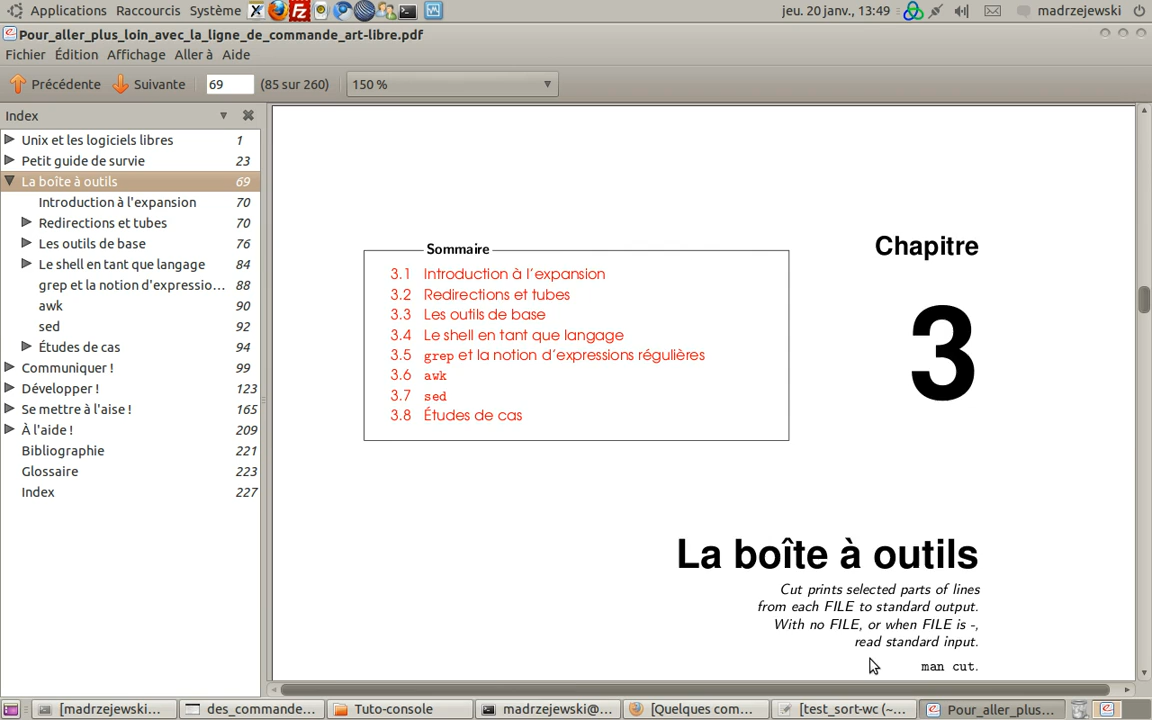 Applications Raccourcis Système jeu. 20 janv., 13:49 madrzejewski
Pour_aller_plus_loin_avec_la_ligne_de_commande_art-libre.pdf
Fichier Édition Affichage Aller à Aide
Précédente Suivante 69 (85 sur 260) 150 %
Index
Unix et les logiciels libres 1
Petit guide de survie 23
La boîte à outils 69
Introduction à l'expansion 70
Redirections et tubes 70
Les outils de base 76
Le shell en tant que langage 84
grep et la notion d'expressio... 88
awk 90
sed 92
Études de cas 94
Communiquer ! 99
Développer ! 123
Se mettre à l'aise ! 165
À l'aide ! 209
Bibliographie 221
Glossaire 223
Index 227
Sommaire
3.1 Introduction à l'expansion
3.2 Redirections et tubes
3.3 Les outils de base
3.4 Le shell en tant que langage
3.5 grep et la notion d'expressions régulières
3.6 awk
3.7 sed
3.8 Études de cas
Chapitre
3
La boîte à outils
Cut prints selected parts of lines
from each FILE to standard output.
With no FILE, or when FILE is -,
read standard input.
man cut.
[madrzejewski... des_commande... Tuto-console madrzejewski@... [Quelques com... [test_sort-wc (~... Pour_aller_plus...